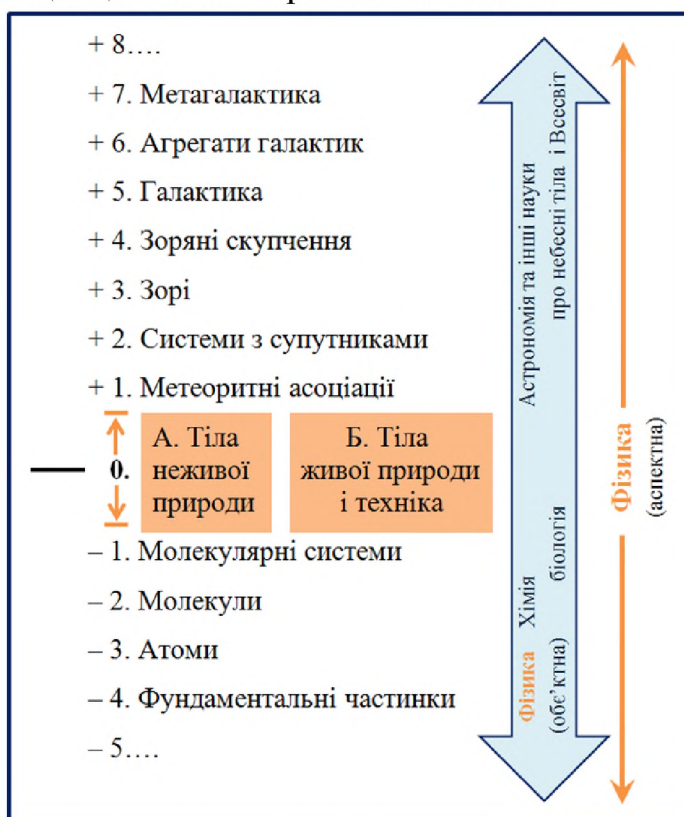 + 8….
+ 7. Метагалактика
+ 6. Агрегати галактик
+ 5. Галактика
+ 4. Зоряні скупчення
+ 3. Зорі
+ 2. Системи з супутниками
+ 1. Метеоритні асоціації
0.
А. Тіла
неживої
природи
Б. Тіла
живої природи
і техніка
– 1. Молекулярні системи
– 2. Молекули
– 3. Атоми
– 4. Фундаментальні частинки
– 5….
Астрономія та інші науки
про небесні тіла і Всесвіт
Хімія
біологія
Фізика
(об’єктна)
Фізика
(аспектна)